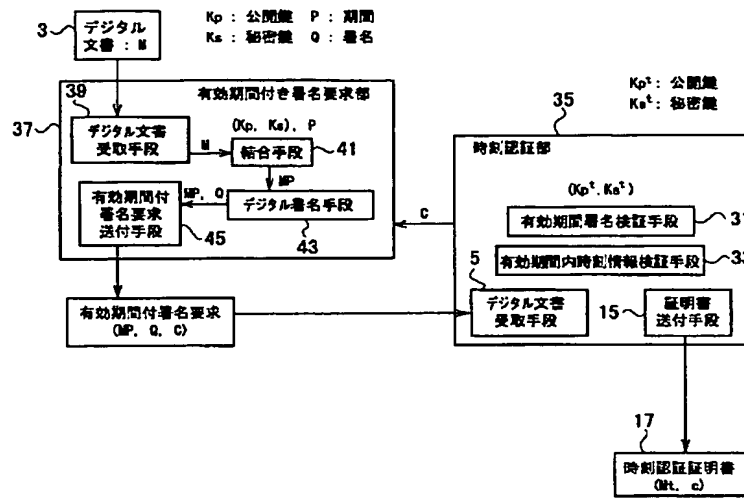 Kp : 公開鍵 P : 期間
Ks : 秘密鍵 Q : 署名
3
デジタル
文書 : M
Kpᵗ : 公開鍵
Ksᵗ : 秘密鍵
37
有効期間付き署名要求部
39
デジタル文書
受取手段
M
(Kp, Ks), P
結合手段
41
MP
デジタル署名手段
43
MP, Q
有効期間付
署名要求
送付手段
45
有効期間付署名要求
(MP, Q, C)
C
35
時刻認証部
(Kpᵗ, Ksᵗ)
有効期間署名検証手段
有効期間内時刻情報検証手段
33
5
デジタル文書
受取手段
15
証明書
送付手段
17
時刻認証証明書
(Mt, c)